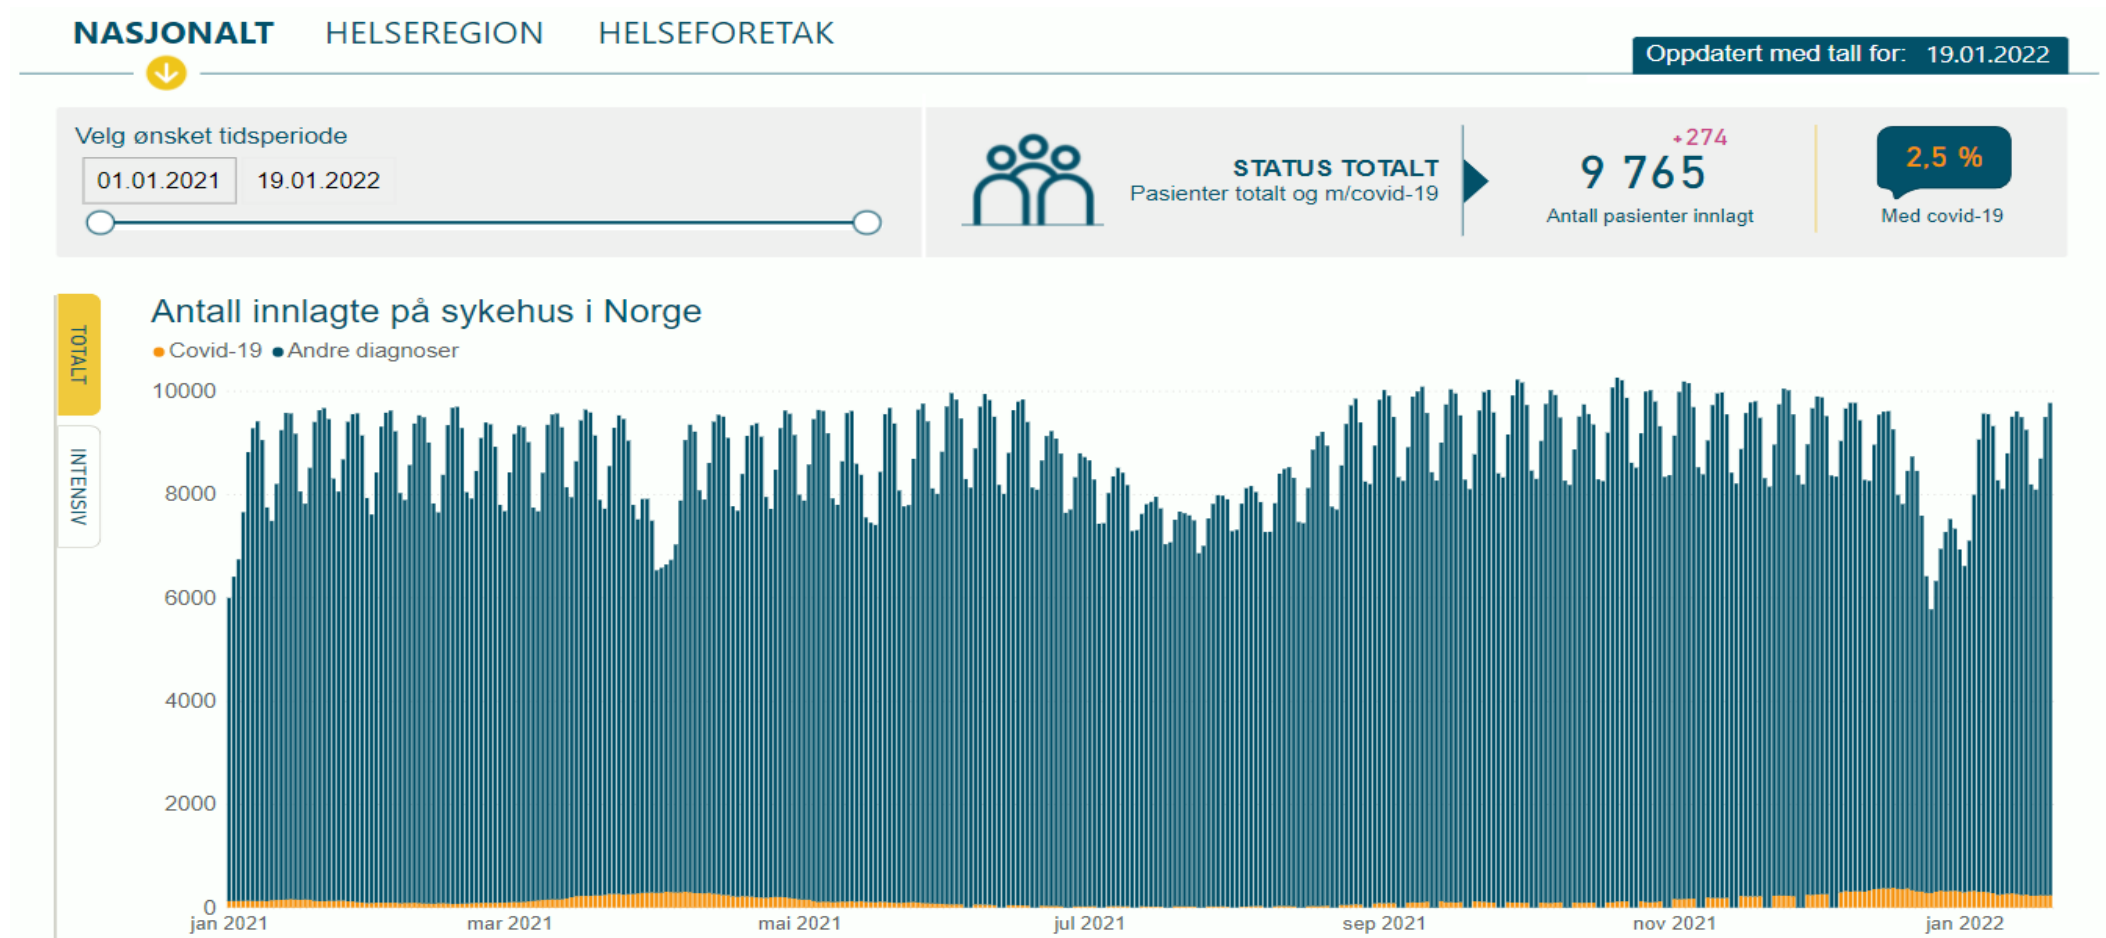 NASJONALT HELSEREGION HELSEFORETAK
Oppdatert med tall for: 19.01.2022
Velg ønsket tidsperiode
01.01.2021 19.01.2022
STATUS TOTALT
Pasienter totalt og m/covid-19
+274
9 765
Antall pasienter innlagt
2,5 %
Med covid-19
TOTALT
INTENSIV
Antall innlagte på sykehus i Norge
Covid-19 Andre diagnoser
10000
8000
6000
4000
2000
0
jan 2021 mar 2021 mai 2021 jul 2021 sep 2021 nov 2021 jan 2022